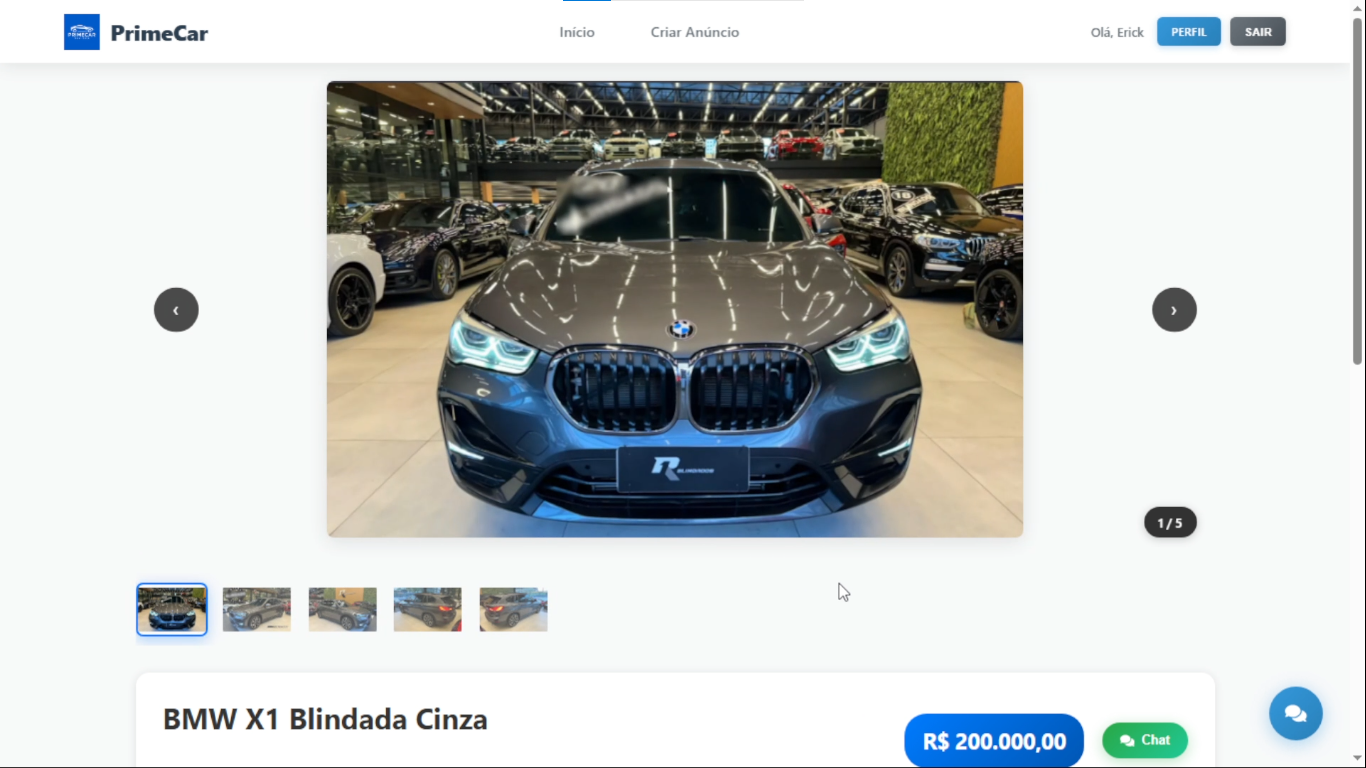 PRIMECAR
PrimeCar
Início
Criar Anúncio
Olá, Erick
PERFIL
SAIR
R BLINDADOS
‹
›
1 / 5
BMW X1 Blindada Cinza
R$ 200.000,00
Chat